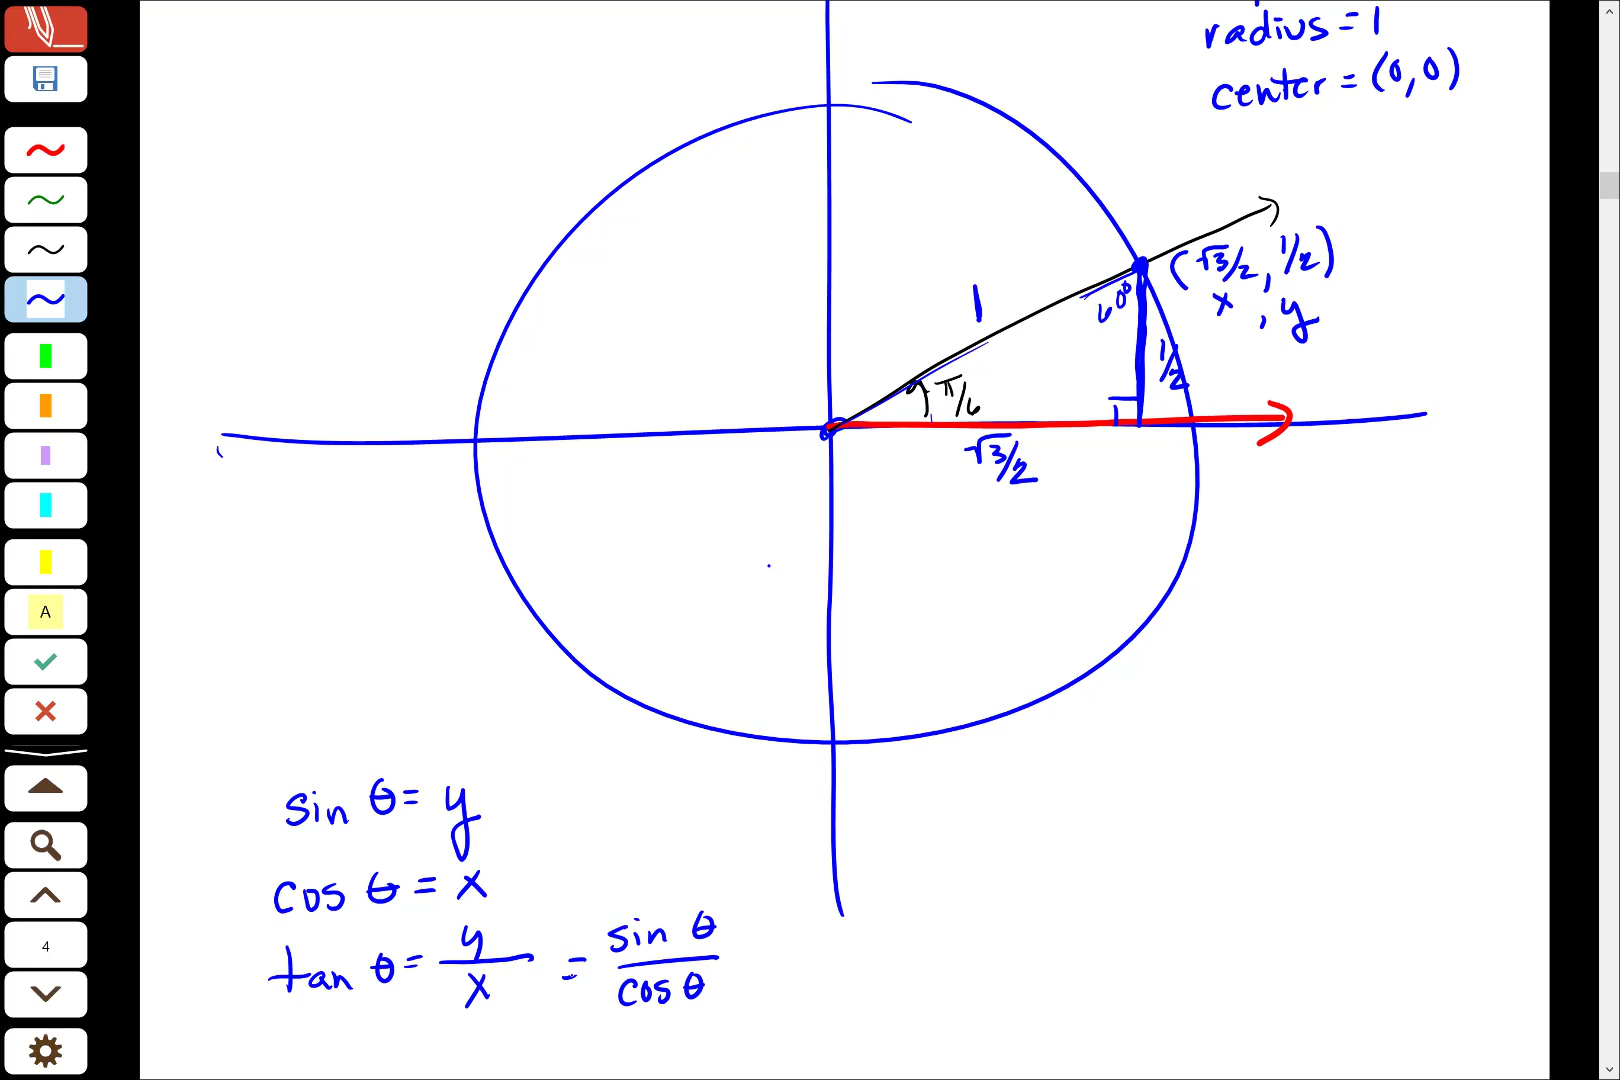 radius = 1
center = (0, 0)
(√3/2, 1/2)
x, y
60°
1
1/2
π/6
√3/2
A
4
sin θ = y
cos θ = x
tan θ = y/x = sin θ/cos θ